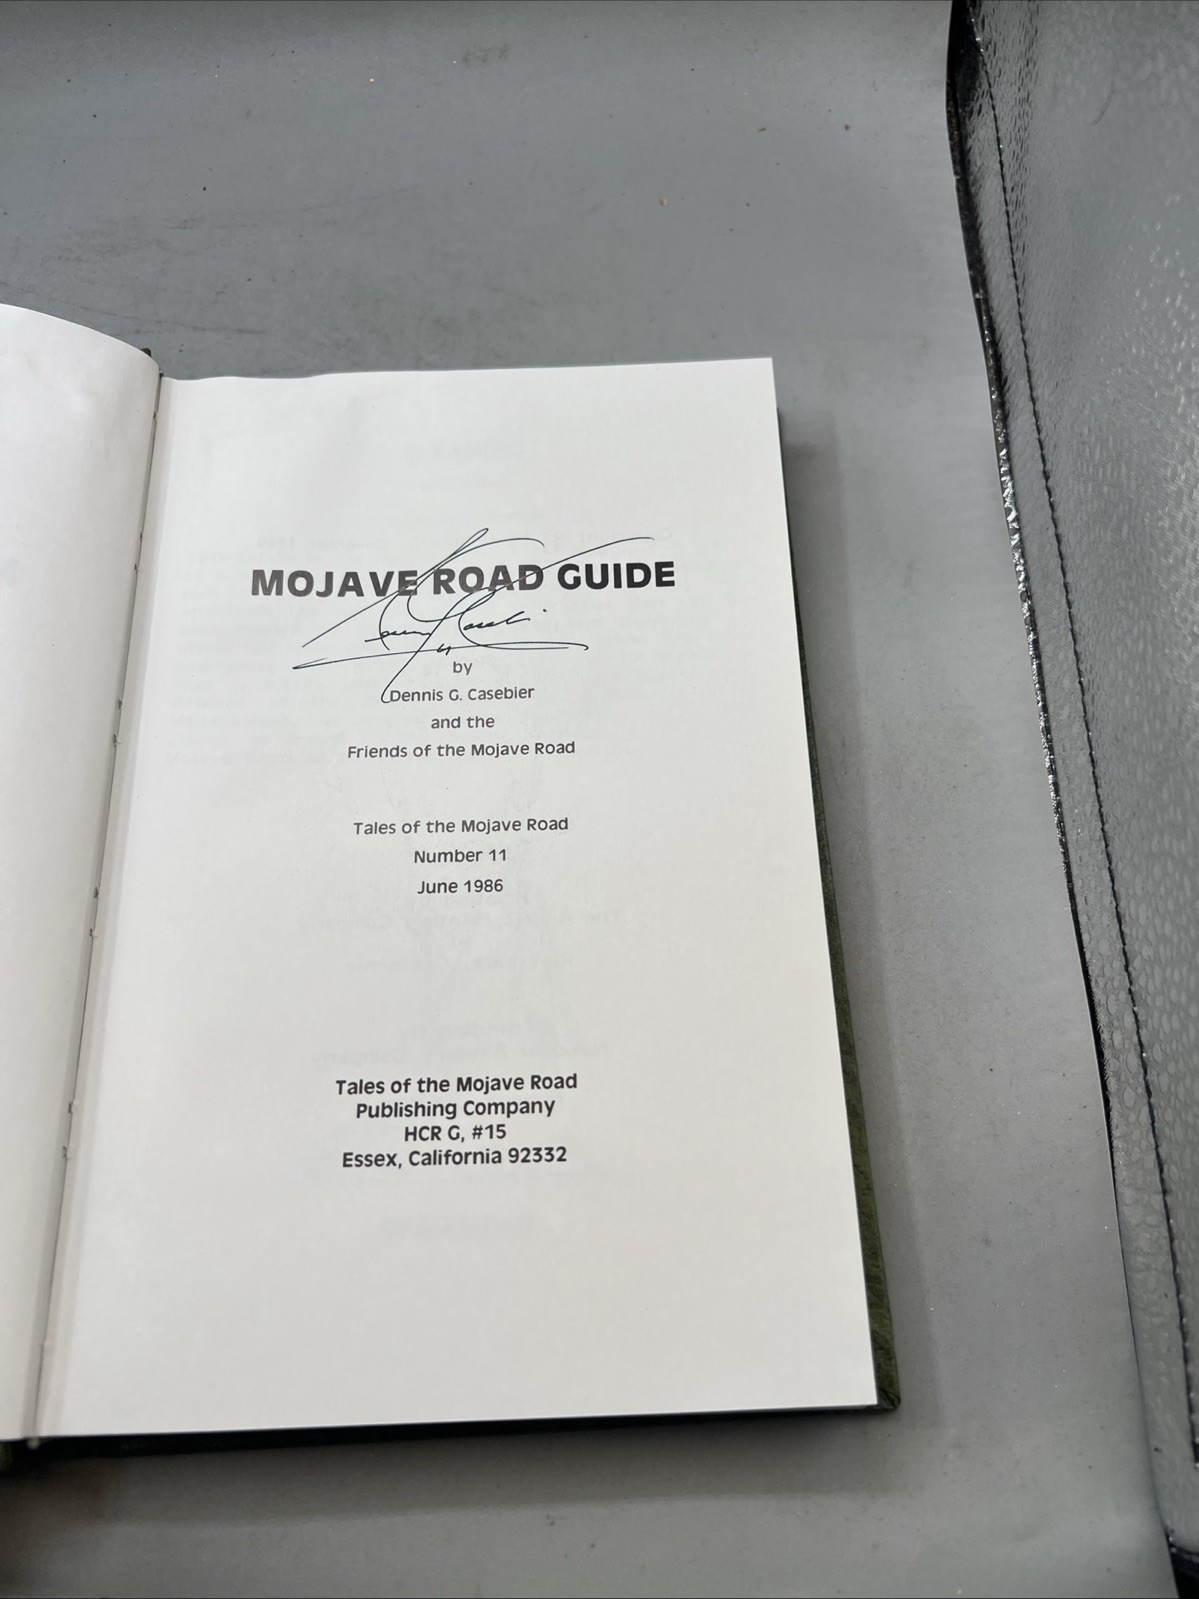 MOJAVE ROAD GUIDE
by
Dennis G. Casebier
and the
Friends of the Mojave Road
Tales of the Mojave Road
Number 11
June 1986
Tales of the Mojave Road
Publishing Company
HCR G, #15
Essex, California 92332